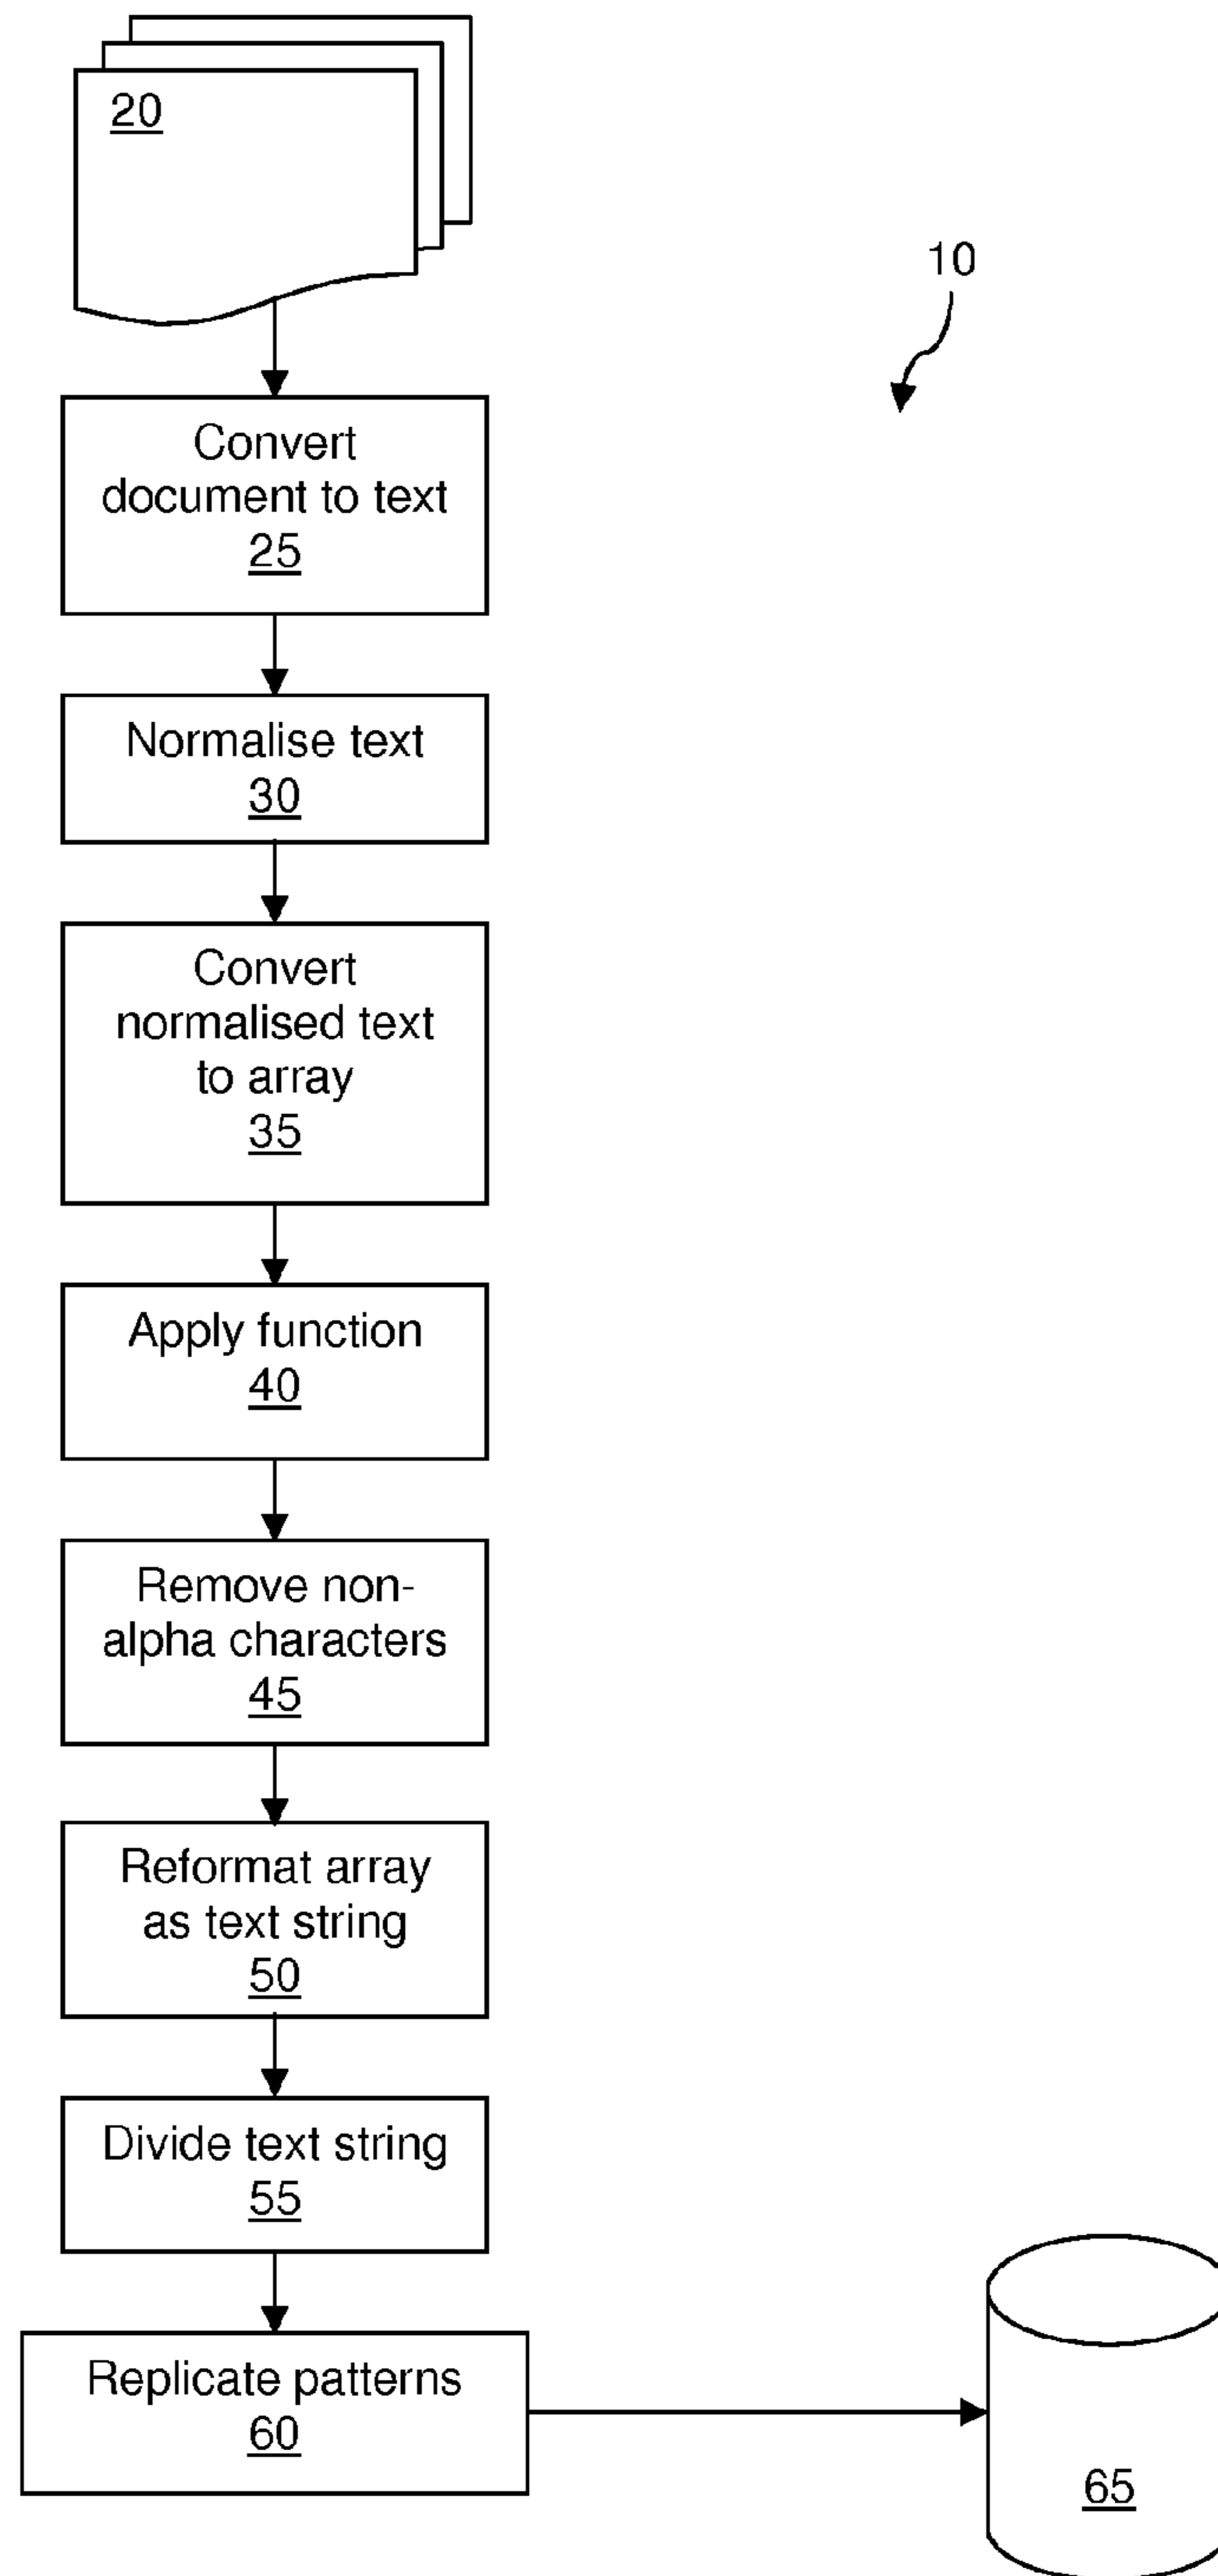 20
10
Convert
document to text
25
Normalise text
30
Convert
normalised text
to array
35
Apply function
40
Remove non-
alpha characters
45
Reformat array
as text string
50
Divide text string
55
Replicate patterns
60
65